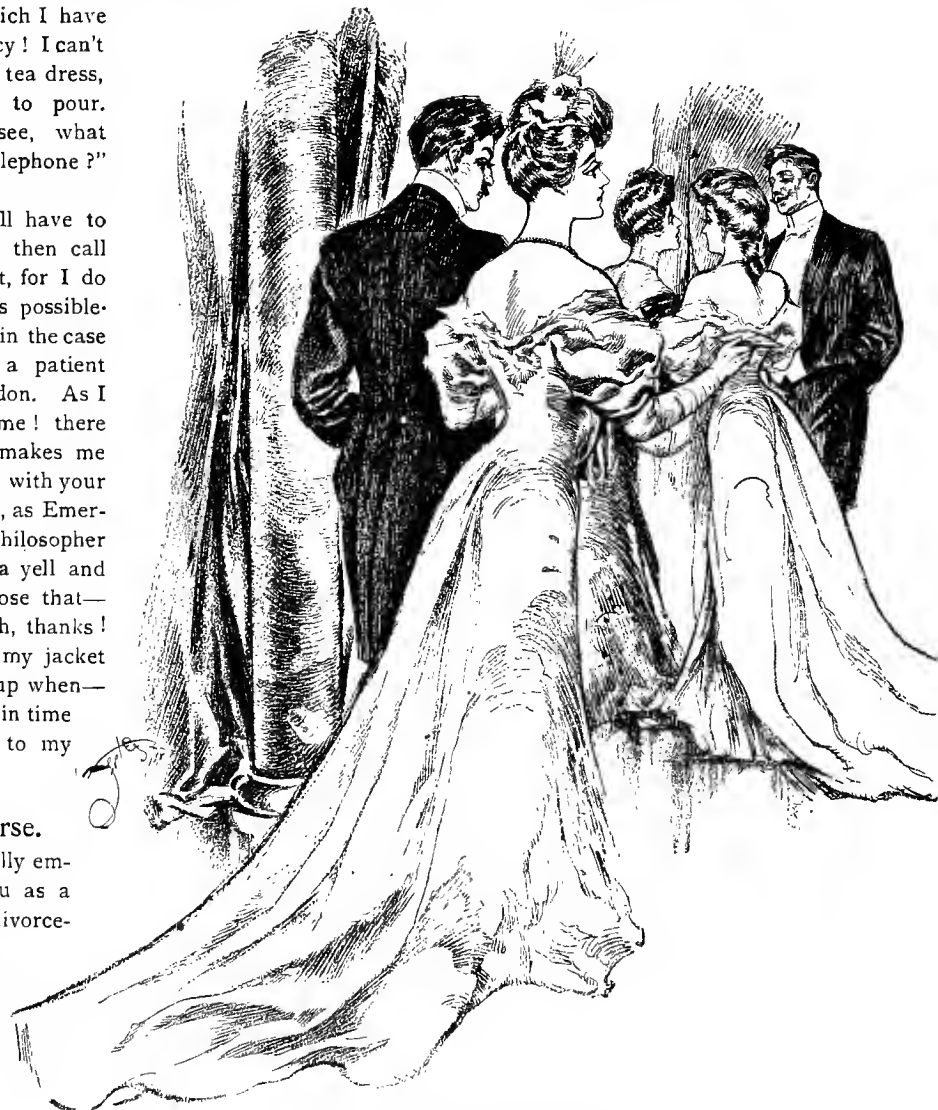 ich I have
cy ! I can't
tea dress,
to pour.
see, what
lephone ?"
ll have to
then call
t, for I do
s possible·
in the case
a patient
don. As I
me ! there
makes me
with your
, as Emer-
hilosopher
a yell and
ose that—
h, thanks !
my jacket
up when—
in time
to my
rse.
lly em-
u as a
ivorce-